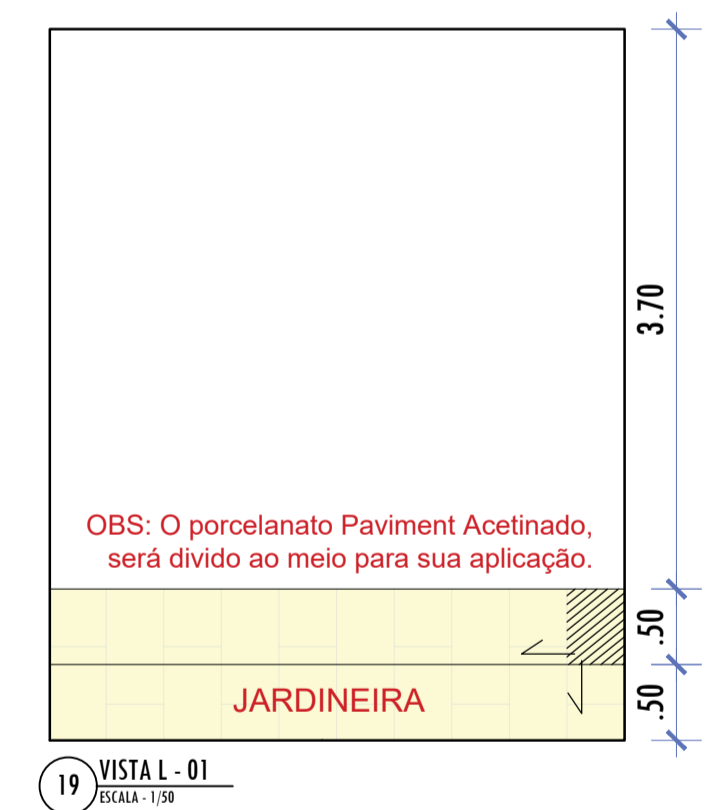 3.70
OBS: O porcelanato Paviment Acetinado,
será divido ao meio para sua aplicação.
.50
.50
JARDINEIRA
19
VISTA L - 01
ESCALA - 1/50